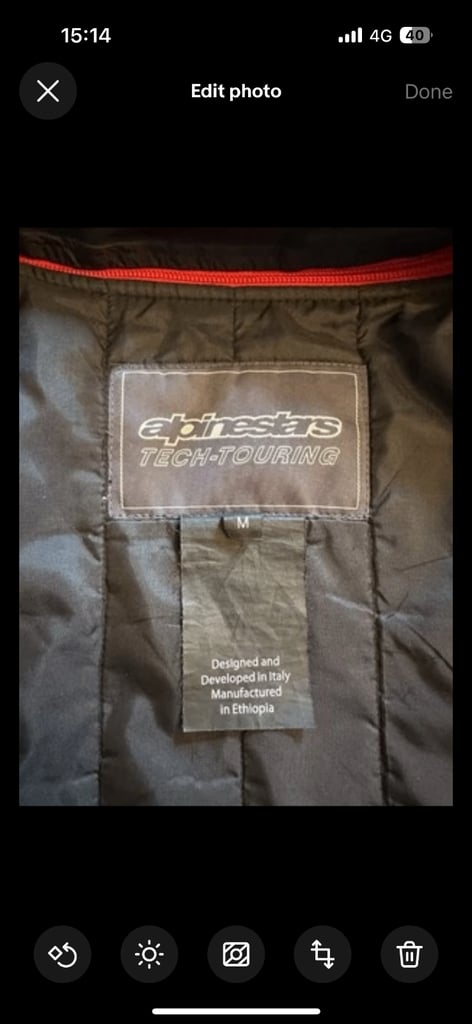 15:14
4G
40
Edit photo
Done
alpinestars
TECH-TOURING
M
Designed and
Developed in Italy
Manufactured
in Ethiopia